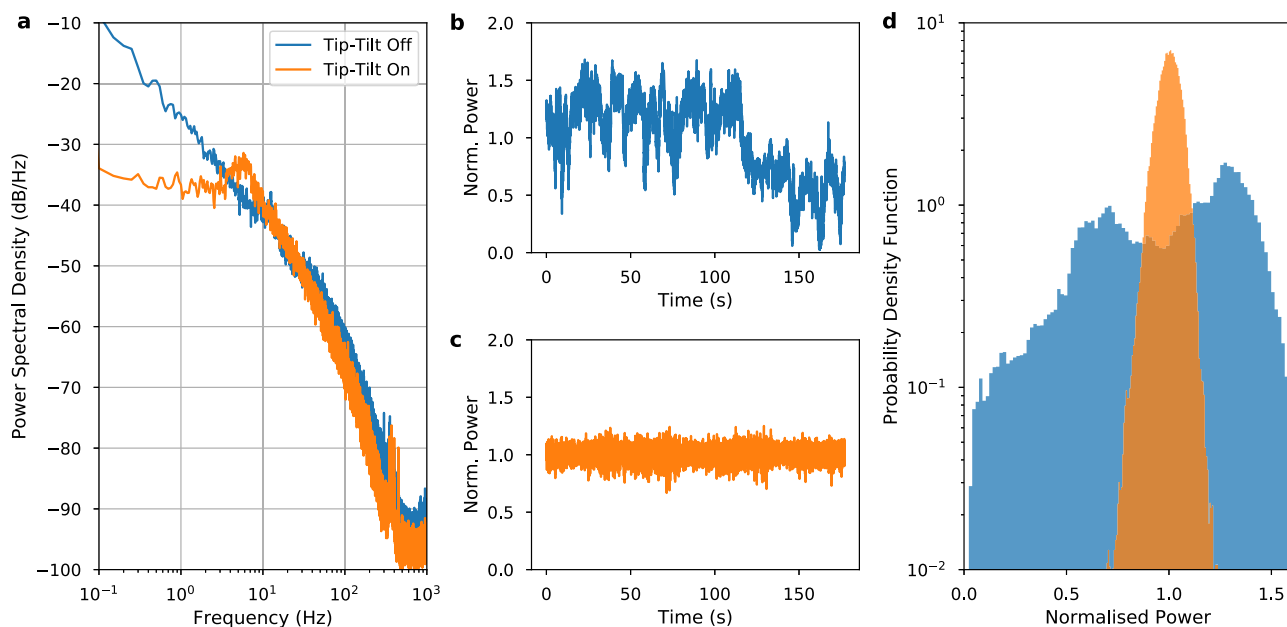 a
Power Spectral Density (dB/Hz)
−10
−20
−30
−40
−50
−60
−70
−80
−90
−100
Tip-Tilt Off
Tip-Tilt On
10⁻¹ 10⁰ 10¹ 10² 10³
Frequency (Hz)
b
Norm. Power
2.0
1.5
1.0
0.5
0.0
0 50 100 150
Time (s)
c
Norm. Power
2.0
1.5
1.0
0.5
0.0
0 50 100 150
Time (s)
d
Probability Density Function
10¹
10⁰
10⁻¹
10⁻²
0.0 0.5 1.0 1.5
Normalised Power